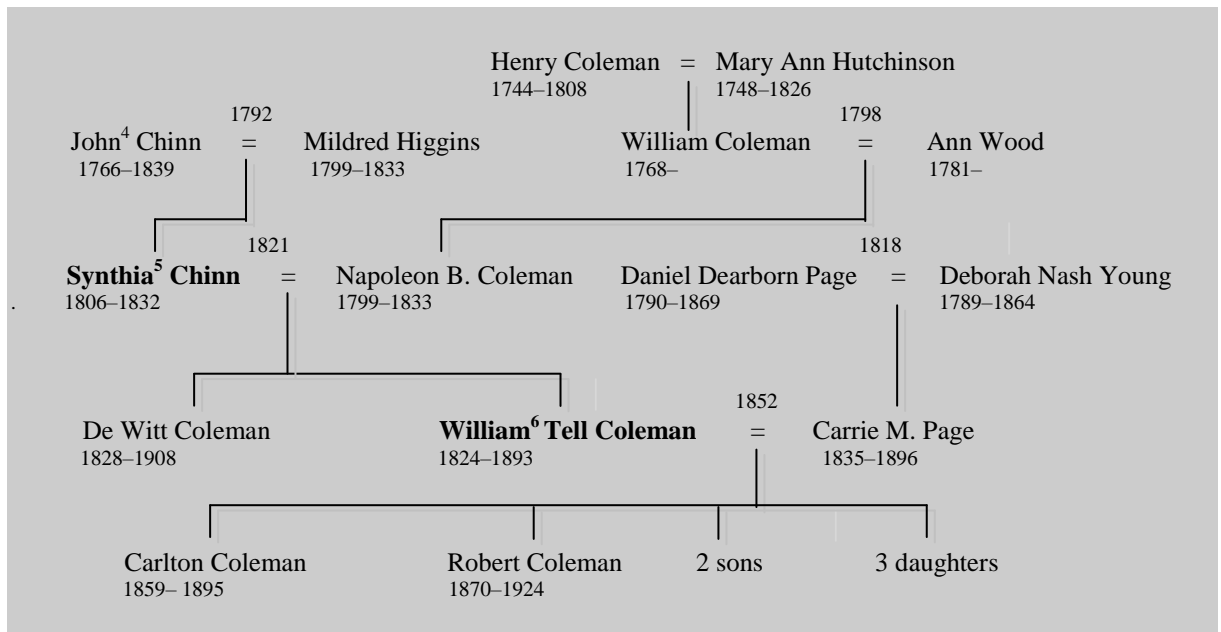 Henry Coleman = Mary Ann Hutchinson
1744–1808 1748–1826
1792 1798
John⁴ Chinn = Mildred Higgins William Coleman = Ann Wood
1766–1839 1799–1833 1768– 1781–
1821 1818
Synthia⁵ Chinn = Napoleon B. Coleman Daniel Dearborn Page = Deborah Nash Young
. 1806–1832 1799–1833 1790–1869 1789–1864
1852
De Witt Coleman William⁶ Tell Coleman = Carrie M. Page
1828–1908 1824–1893 1835–1896
Carlton Coleman Robert Coleman 2 sons 3 daughters
1859– 1895 1870–1924